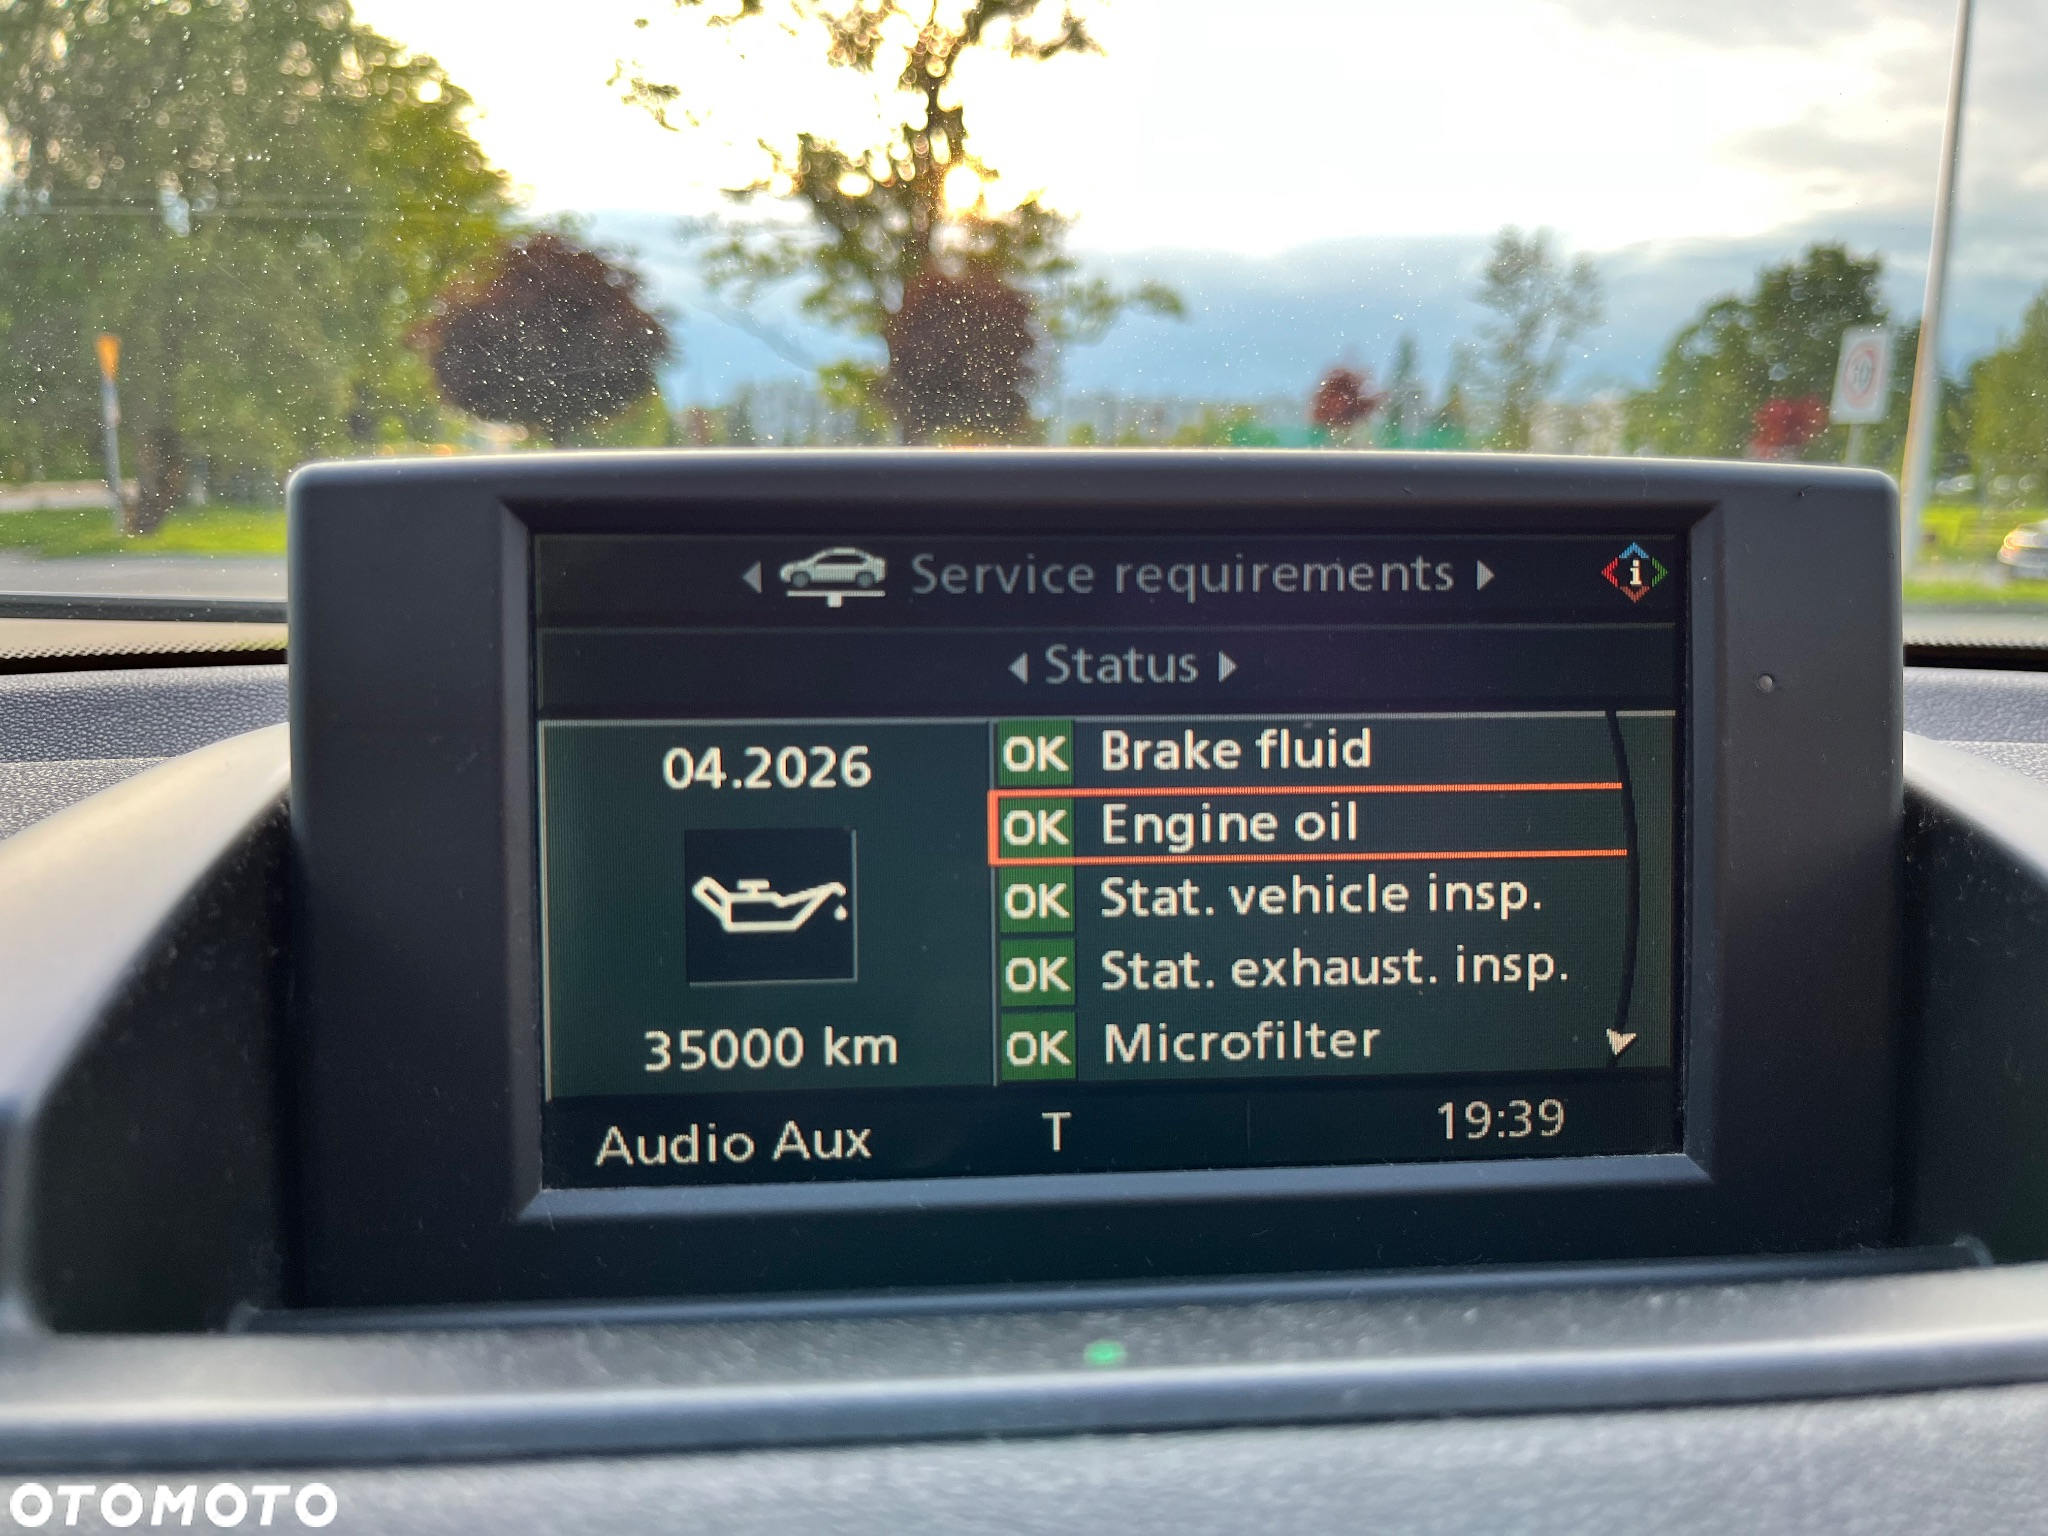 Service requirements
Status
04.2026
OK Brake fluid
OK Engine oil
OK Stat. vehicle insp.
OK Stat. exhaust. insp.
OK Microfilter
35000 km
Audio Aux T 19:39
OTOMOTO